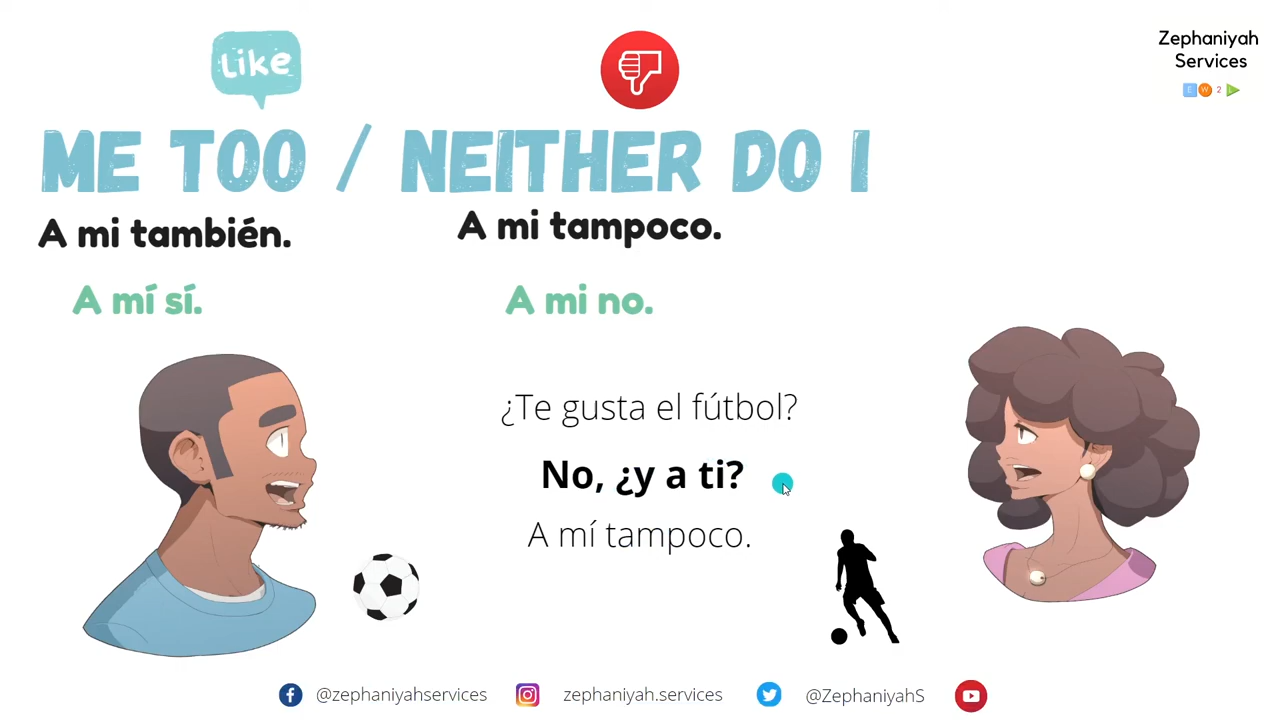 Like
Zephaniyah
Services
E W 2
ME TOO / NEITHER DO I
A mi también.
A mi tampoco.
A mí sí.
A mi no.
¿Te gusta el fútbol?
No, ¿y a ti?
A mí tampoco.
@zephaniyahservices
zephaniyah.services
@ZephaniyahS